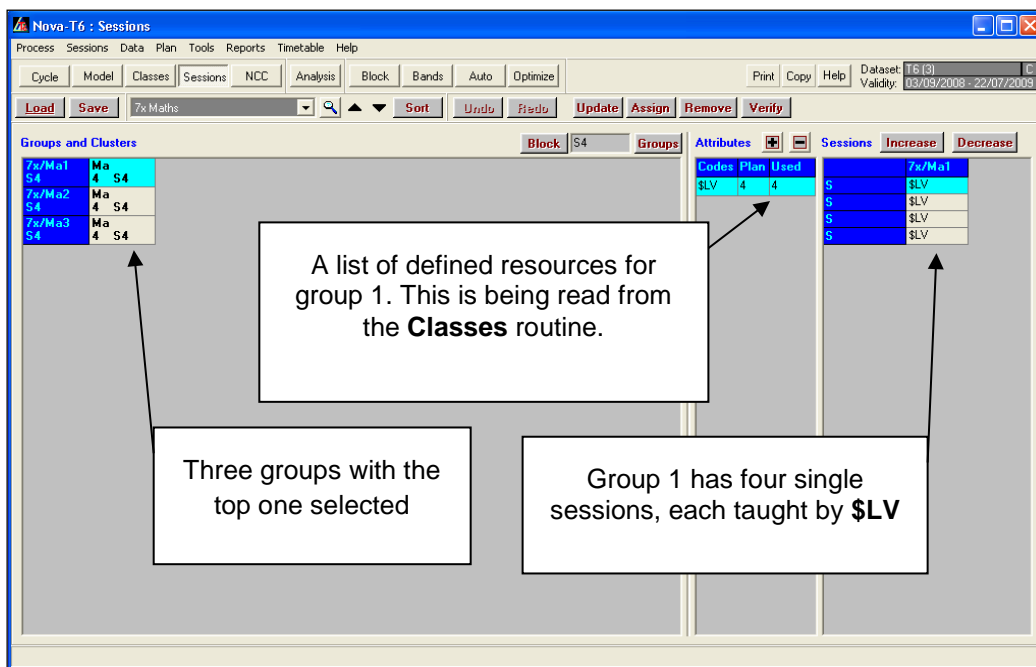 Nova-T6 : Sessions
Process Sessions Data Plan Tools Reports Timetable Help
Cycle Model Classes Sessions NCC Analysis Block Bands Auto Optimize Print Copy Help Dataset: T6 (3) C
Validity: 03/09/2008 - 22/07/2009
Load Save 7x Maths Sort Undo Redo Update Assign Remove Verify
Groups and Clusters Block S4 Groups Attributes Sessions Increase Decrease
7x/Ma1 Ma
S4 4 S4
7x/Ma2 Ma
S4 4 S4
7x/Ma3 Ma
S4 4 S4
Codes Plan Used
$LV 4 4
7x/Ma1
S $LV
S $LV
S $LV
S $LV
A list of defined resources for
group 1. This is being read from
the Classes routine.
Three groups with the
top one selected
Group 1 has four single
sessions, each taught by $LV